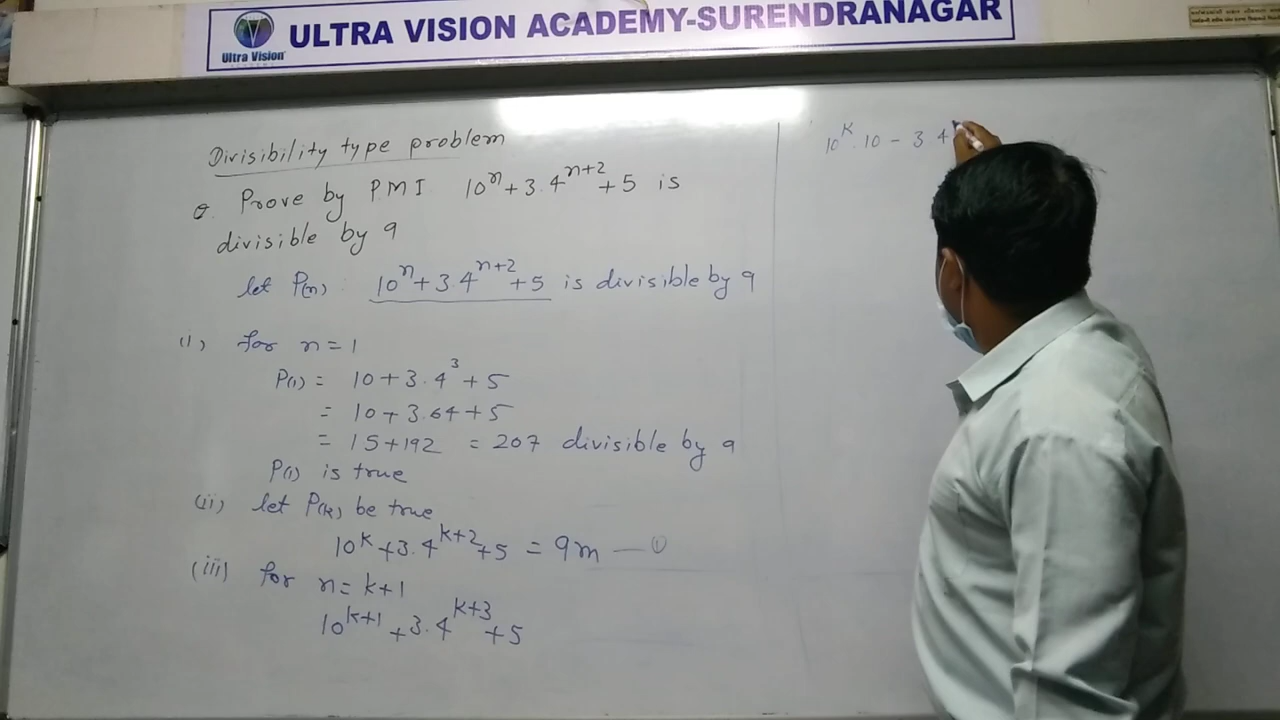 ULTRA VISION ACADEMY-SURENDRANAGAR
Ultra Vision
Divisibility type problem
Q. Prove by PMI 10ⁿ + 3.4ⁿ⁺² + 5 is
divisible by 9
let P(n) : 10ⁿ + 3 4ⁿ⁺² + 5 is divisible by 9
(i) for n = 1
P(1) = 10 + 3.4³ + 5
= 10 + 3.64 + 5
= 15 + 192 = 207 divisible by 9
P(1) is true
(ii) let P(k) be true
10ᵏ + 3.4ᵏ⁺² + 5 = 9m — ①
(iii) for n = k+1
10ᵏ⁺¹ + 3.4ᵏ⁺³ + 5
10ᵏ.10 - 3 4